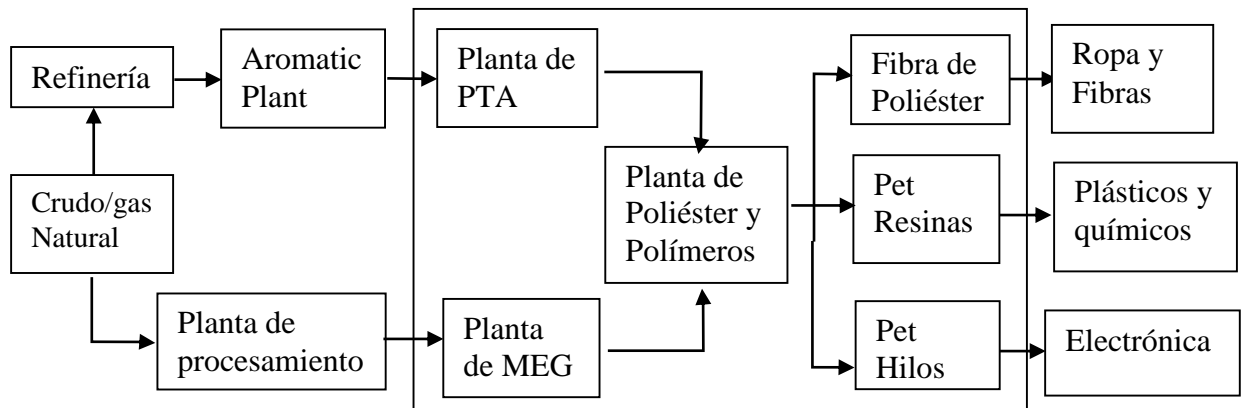 Refinería
Aromatic
Plant
Planta de
PTA
Fibra de
Poliéster
Ropa y
Fibras
Crudo/gas
Natural
Planta de
Poliéster y
Polímeros
Pet
Resinas
Plásticos y
químicos
Planta de
procesamiento
Planta
de MEG
Pet
Hilos
Electrónica